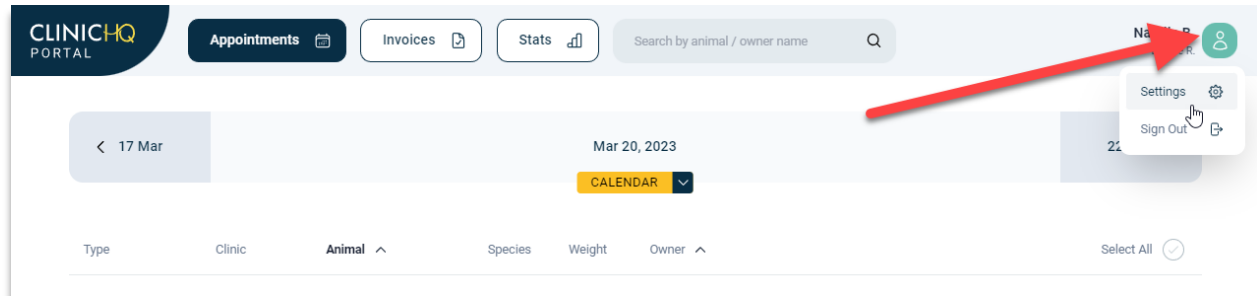 CLINICHQ
PORTAL
Appointments
Invoices
Stats
Search by animal / owner name
R.
Settings
Sign Out
17 Mar
Mar 20, 2023
22
CALENDAR
Type
Clinic
Animal
Species
Weight
Owner
Select All